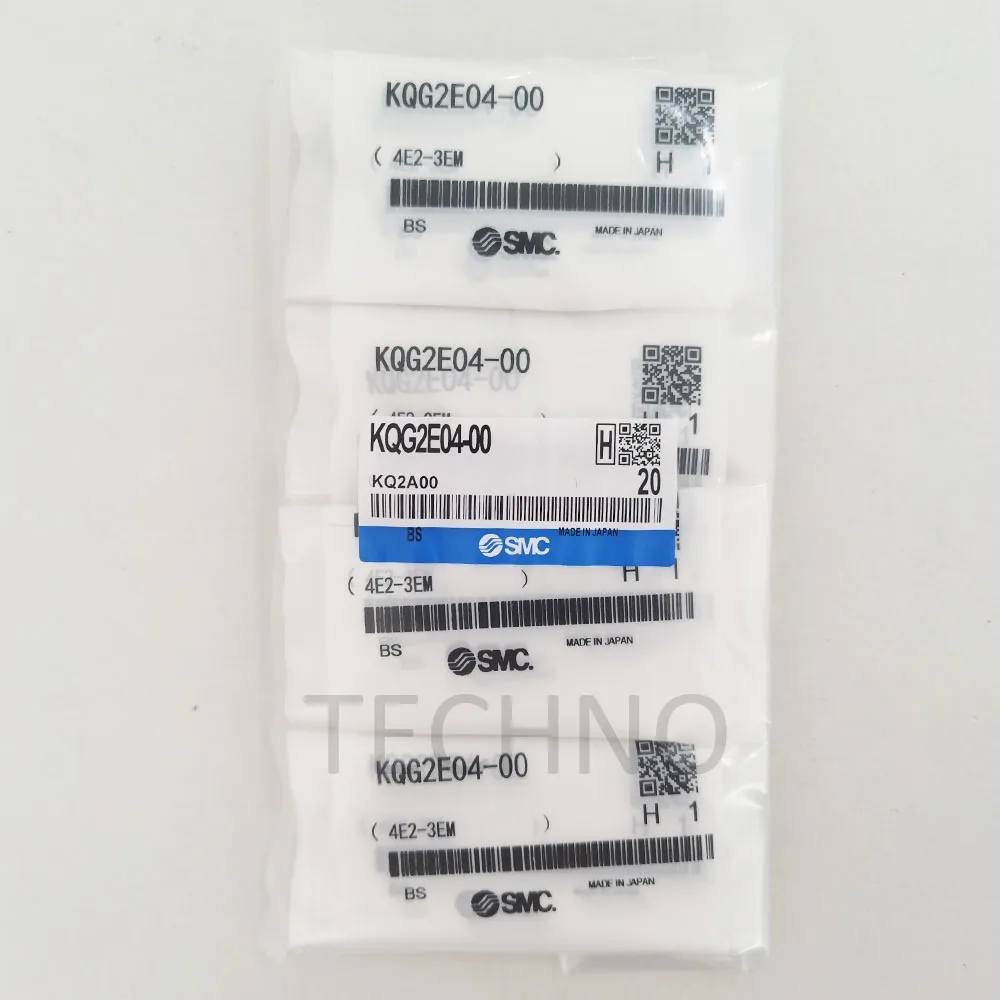 KQG2E04-00
H 1
( 4E2-3EM )
BS
SMC.
MADE IN JAPAN
KQG2E04-00
H 1
KQG2E04-00
H
KQ2A00
20
BS
SMC
MADE IN JAPAN
H 1
( 4E2-3EM )
BS
SMC.
MADE IN JAPAN
TECHNO
KQG2E04-00
H 1
( 4E2-3EM )
BS
SMC.
MADE IN JAPAN